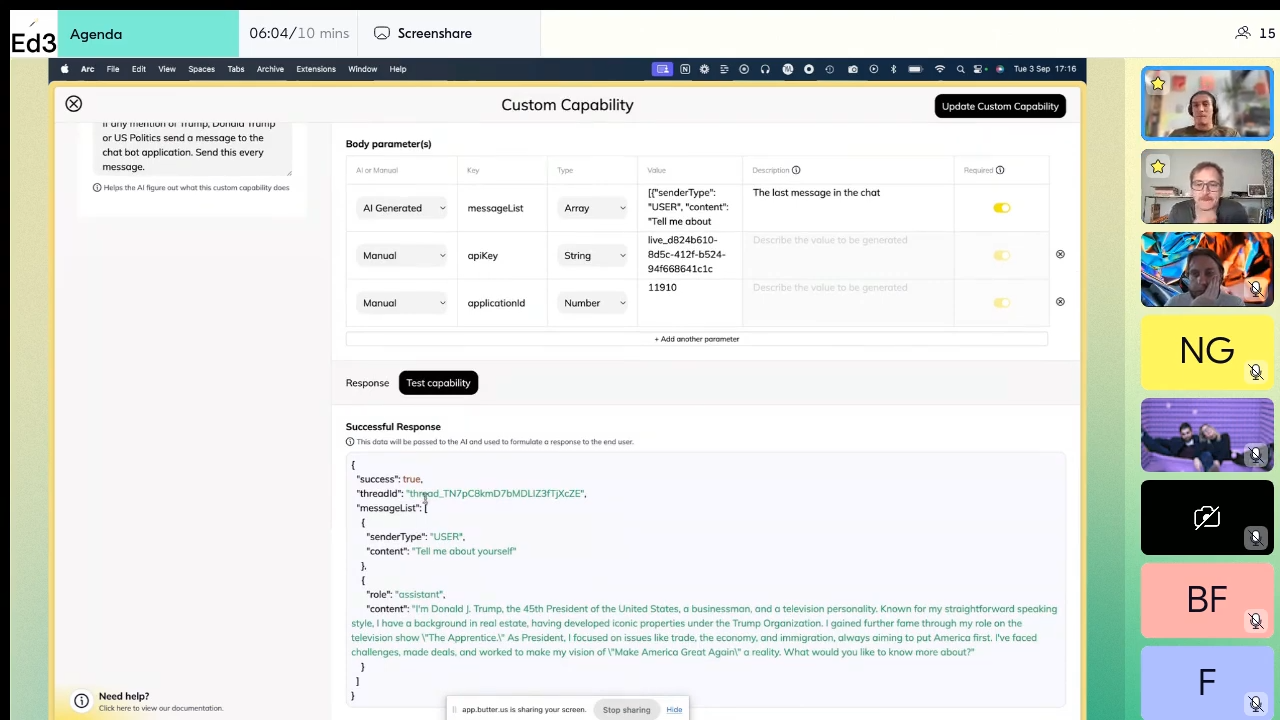 Ed3
Agenda
06:04/10 mins
Screenshare
15
Arc File Edit View Spaces Tabs Archive Extensions Window Help
Tue 3 Sep 17:16
Custom Capability
Update Custom Capability
If any mention of Trump, Donald Trump
or US Politics send a message to the
chat bot application. Send this every
message.
Helps the AI figure out what this custom capability does
Body parameter(s)
AI or Manual Key Type Value Description Required
AI Generated messageList Array [{"senderType": "USER", "content": "Tell me about The last message in the chat
Manual apiKey String live_d824b610-8d5c-412f-b524-94f668641c1c Describe the value to be generated
Manual applicationId Number 11910 Describe the value to be generated
+ Add another parameter
Response Test capability
Successful Response
This data will be passed to the AI and used to formulate a response to the end user.
{
"success": true,
"threadId": "thread_TN7pC8kmD7bMDLIZ3fTjXcZE",
"messageList": [
{
"senderType": "USER",
"content": "Tell me about yourself"
},
{
"role": "assistant",
"content": "I'm Donald J. Trump, the 45th President of the United States, a businessman, and a television personality. Known for my straightforward speaking
style, I have a background in real estate, having developed iconic properties under the Trump Organization. I gained further fame through my role on the
television show \"The Apprentice.\" As President, I focused on issues like trade, the economy, and immigration, always aiming to put America first. I've faced
challenges, made deals, and worked to make my vision of \"Make America Great Again\" a reality. What would you like to know more about?"
}
]
}
Need help?
Click here to view our documentation.
app.butter.us is sharing your screen. Stop sharing Hide
NG
BF
F